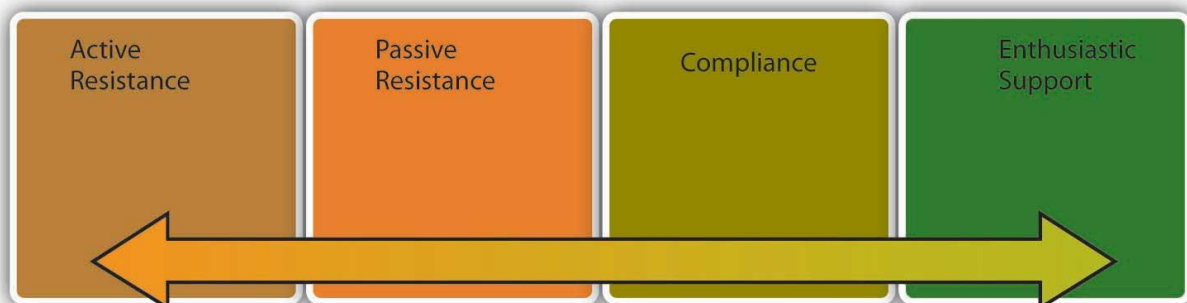 Active
Resistance
Passive
Resistance
Compliance
Enthusiastic
Support